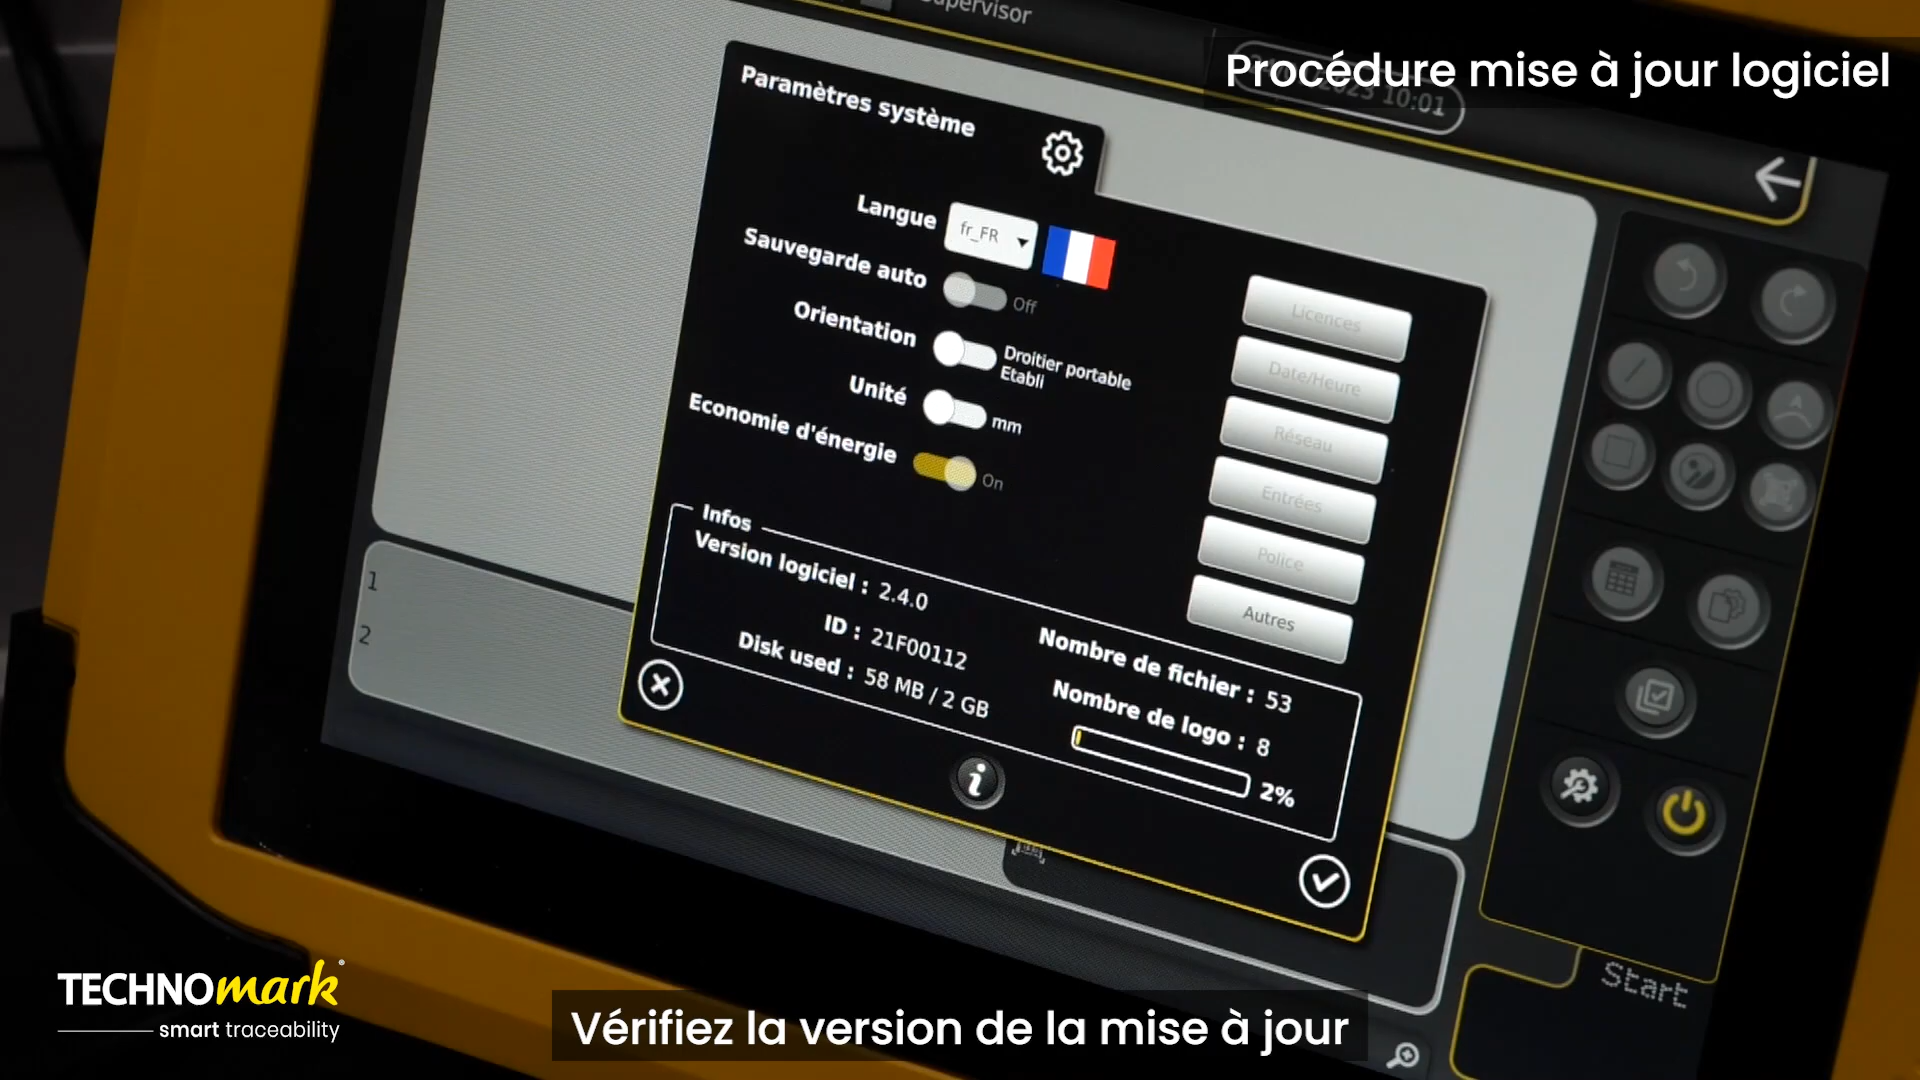 Supervisor
Procédure mise à jour logiciel
10:01
Paramètres système
Langue
fr_FR
Sauvegarde auto
Off
Orientation
Droitier portable
Etabli
Unité
mm
Economie d'énergie
On
Licences
Date/Heure
Réseau
Entrées
Police
Autres
Infos
Version logiciel : 2.4.0
ID : 21F00112
Disk used : 58 MB / 2 GB
Nombre de fichier : 53
Nombre de logo : 8
2%
1
2
Start
TECHNOmark®
smart traceability
Vérifiez la version de la mise à jour